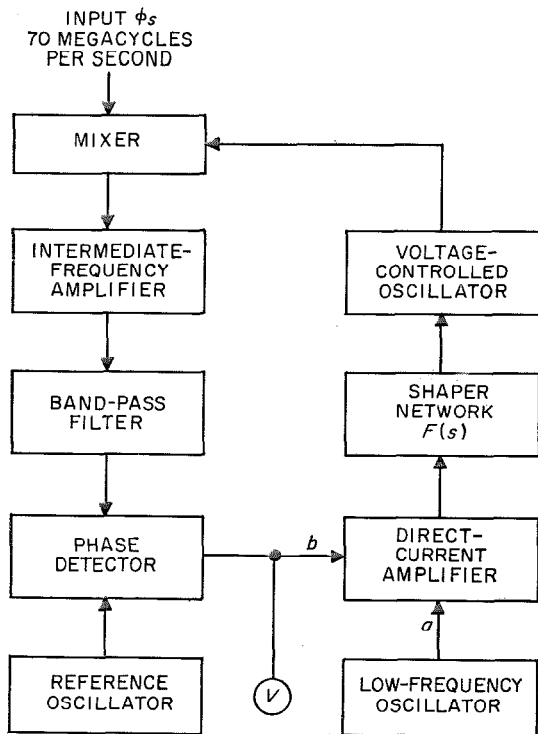 INPUT ϕs
70 MEGACYCLES
PER SECOND
MIXER
INTERMEDIATE-
FREQUENCY
AMPLIFIER
VOLTAGE-
CONTROLLED
OSCILLATOR
BAND-PASS
FILTER
SHAPER
NETWORK
F(s)
PHASE
DETECTOR
b
DIRECT-
CURRENT
AMPLIFIER
a
REFERENCE
OSCILLATOR
V
LOW-FREQUENCY
OSCILLATOR